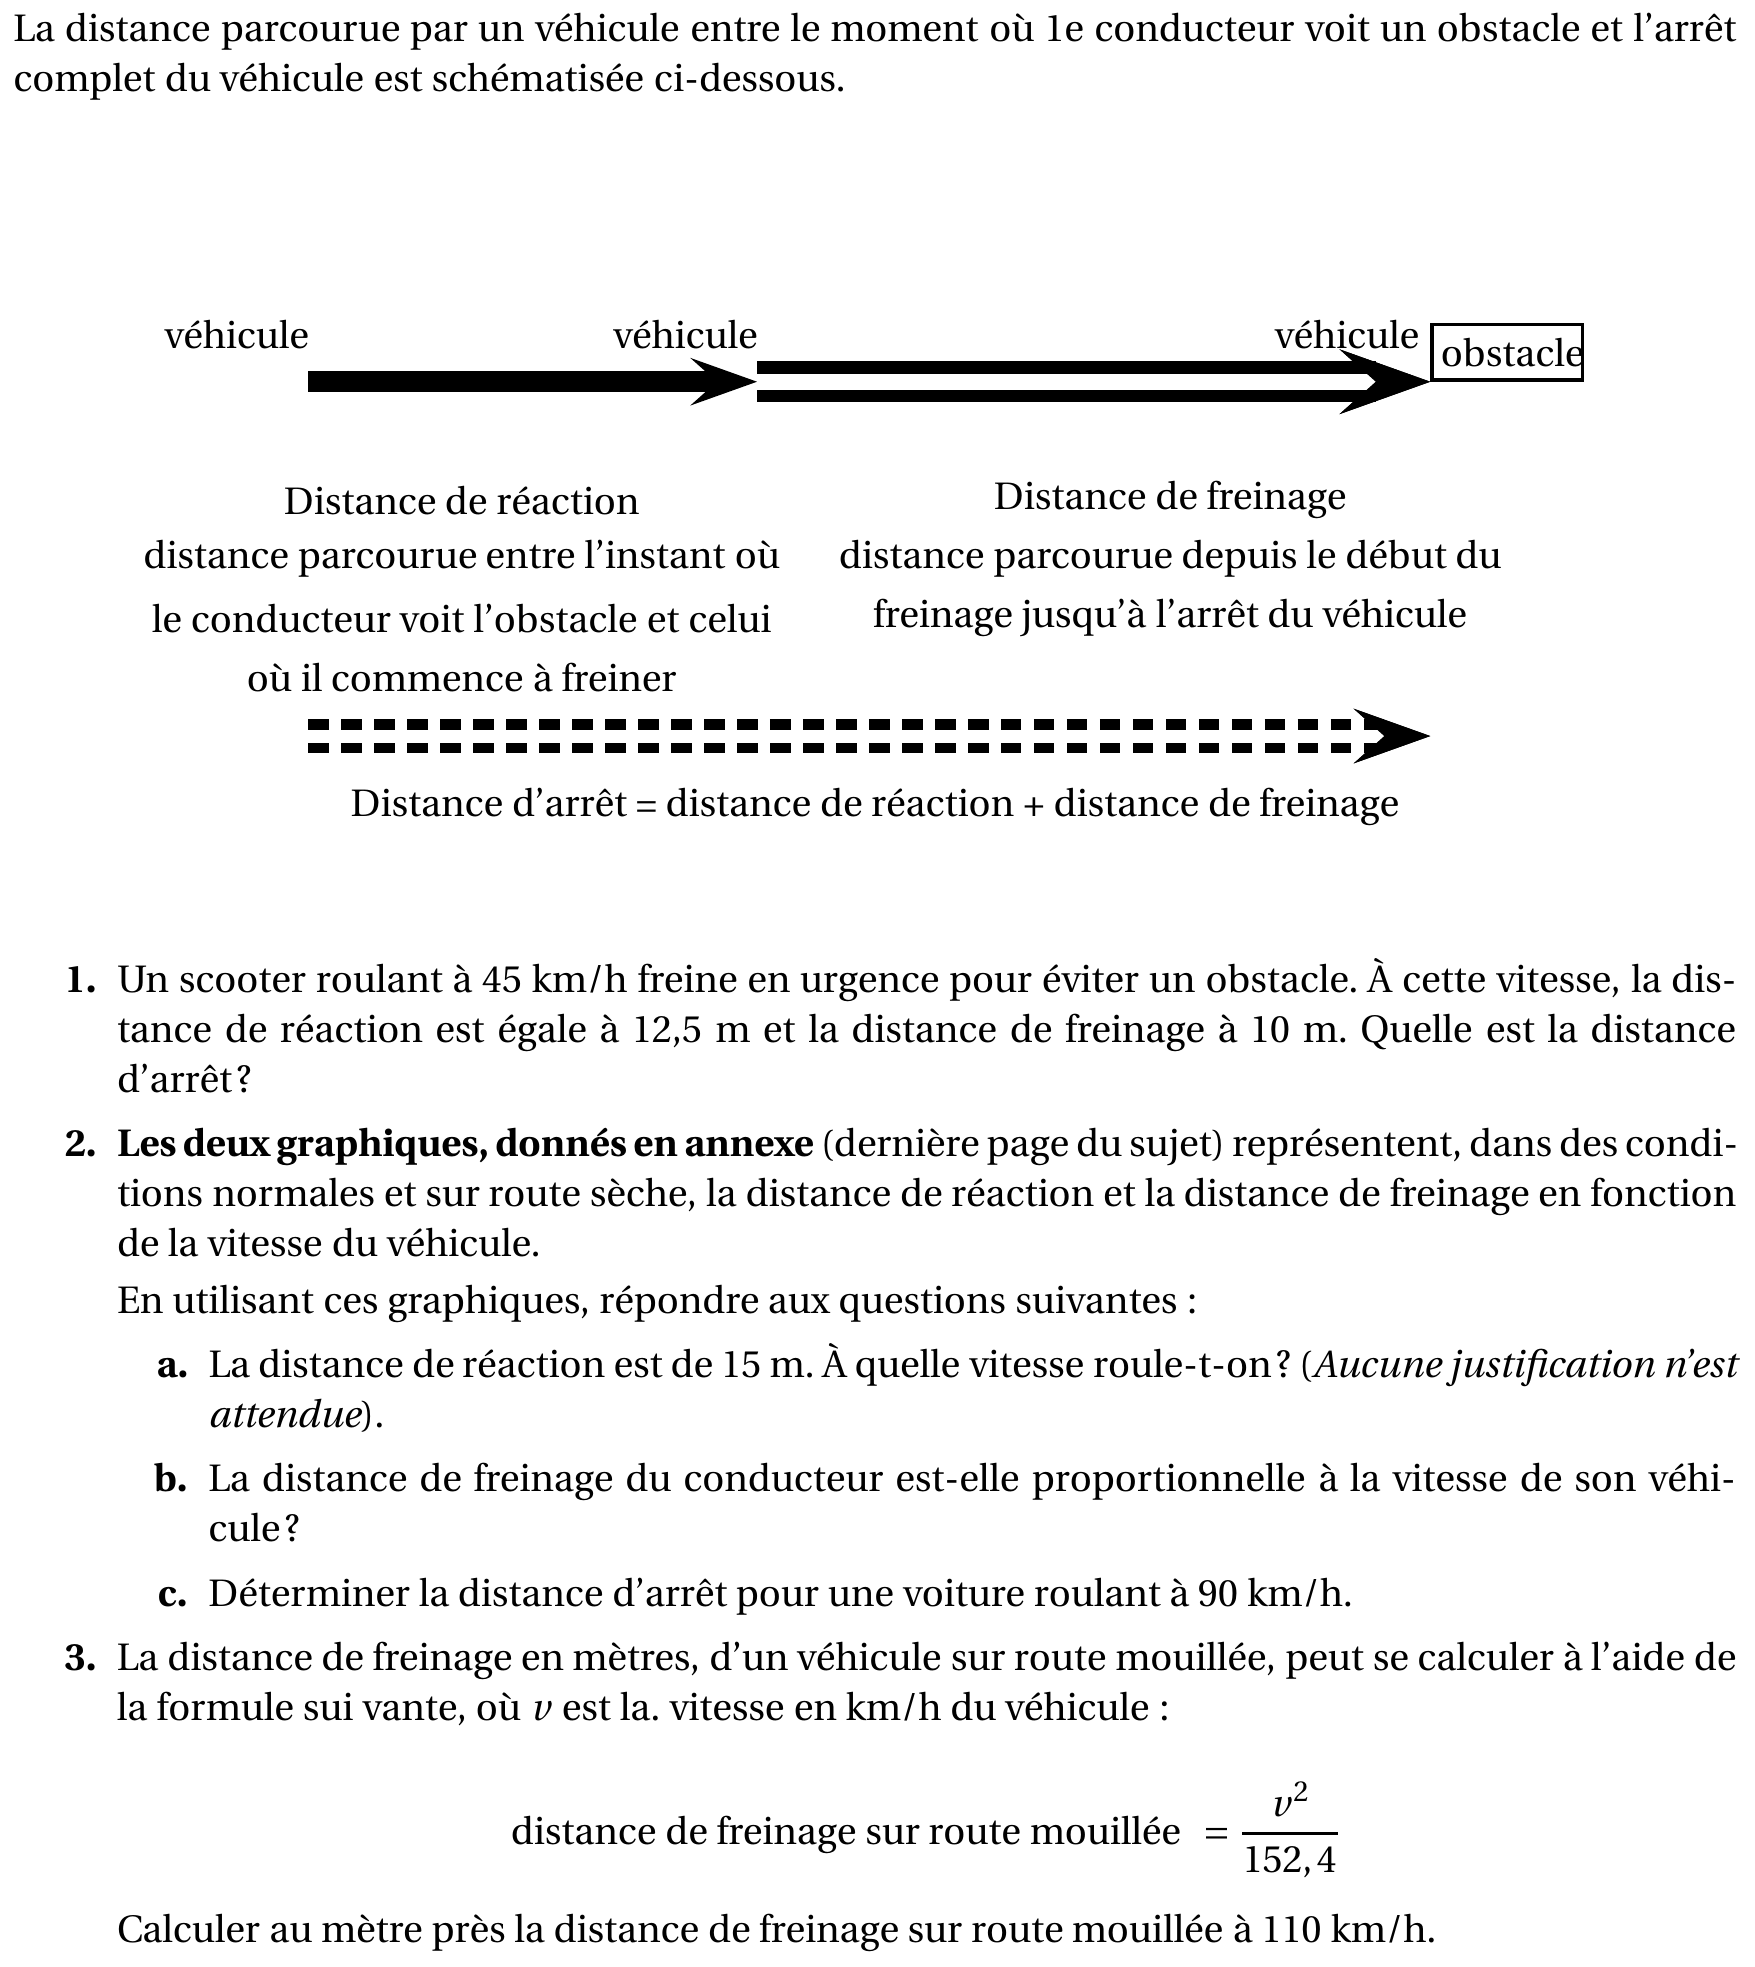 La distance parcourue par un véhicule entre le moment où 1e conducteur voit un obstacle et l'arrêt
complet du véhicule est schématisée ci-dessous.
véhicule véhicule véhicule obstacle
Distance de réaction
distance parcourue entre l'instant où
le conducteur voit l'obstacle et celui
où il commence à freiner
Distance de freinage
distance parcourue depuis le début du
freinage jusqu'à l'arrêt du véhicule
Distance d'arrêt = distance de réaction + distance de freinage
1. Un scooter roulant à 45 km/h freine en urgence pour éviter un obstacle. À cette vitesse, la dis-
tance de réaction est égale à 12,5 m et la distance de freinage à 10 m. Quelle est la distance
d'arrêt ?
2. Les deux graphiques, donnés en annexe (dernière page du sujet) représentent, dans des condi-
tions normales et sur route sèche, la distance de réaction et la distance de freinage en fonction
de la vitesse du véhicule.
En utilisant ces graphiques, répondre aux questions suivantes :
a. La distance de réaction est de 15 m. À quelle vitesse roule-t-on ? (Aucune justification n'est
attendue).
b. La distance de freinage du conducteur est-elle proportionnelle à la vitesse de son véhi-
cule ?
c. Déterminer la distance d'arrêt pour une voiture roulant à 90 km/h.
3. La distance de freinage en mètres, d'un véhicule sur route mouillée, peut se calculer à l'aide de
la formule sui vante, où v est la. vitesse en km/h du véhicule :
distance de freinage sur route mouillée = v²/152,4
Calculer au mètre près la distance de freinage sur route mouillée à 110 km/h.